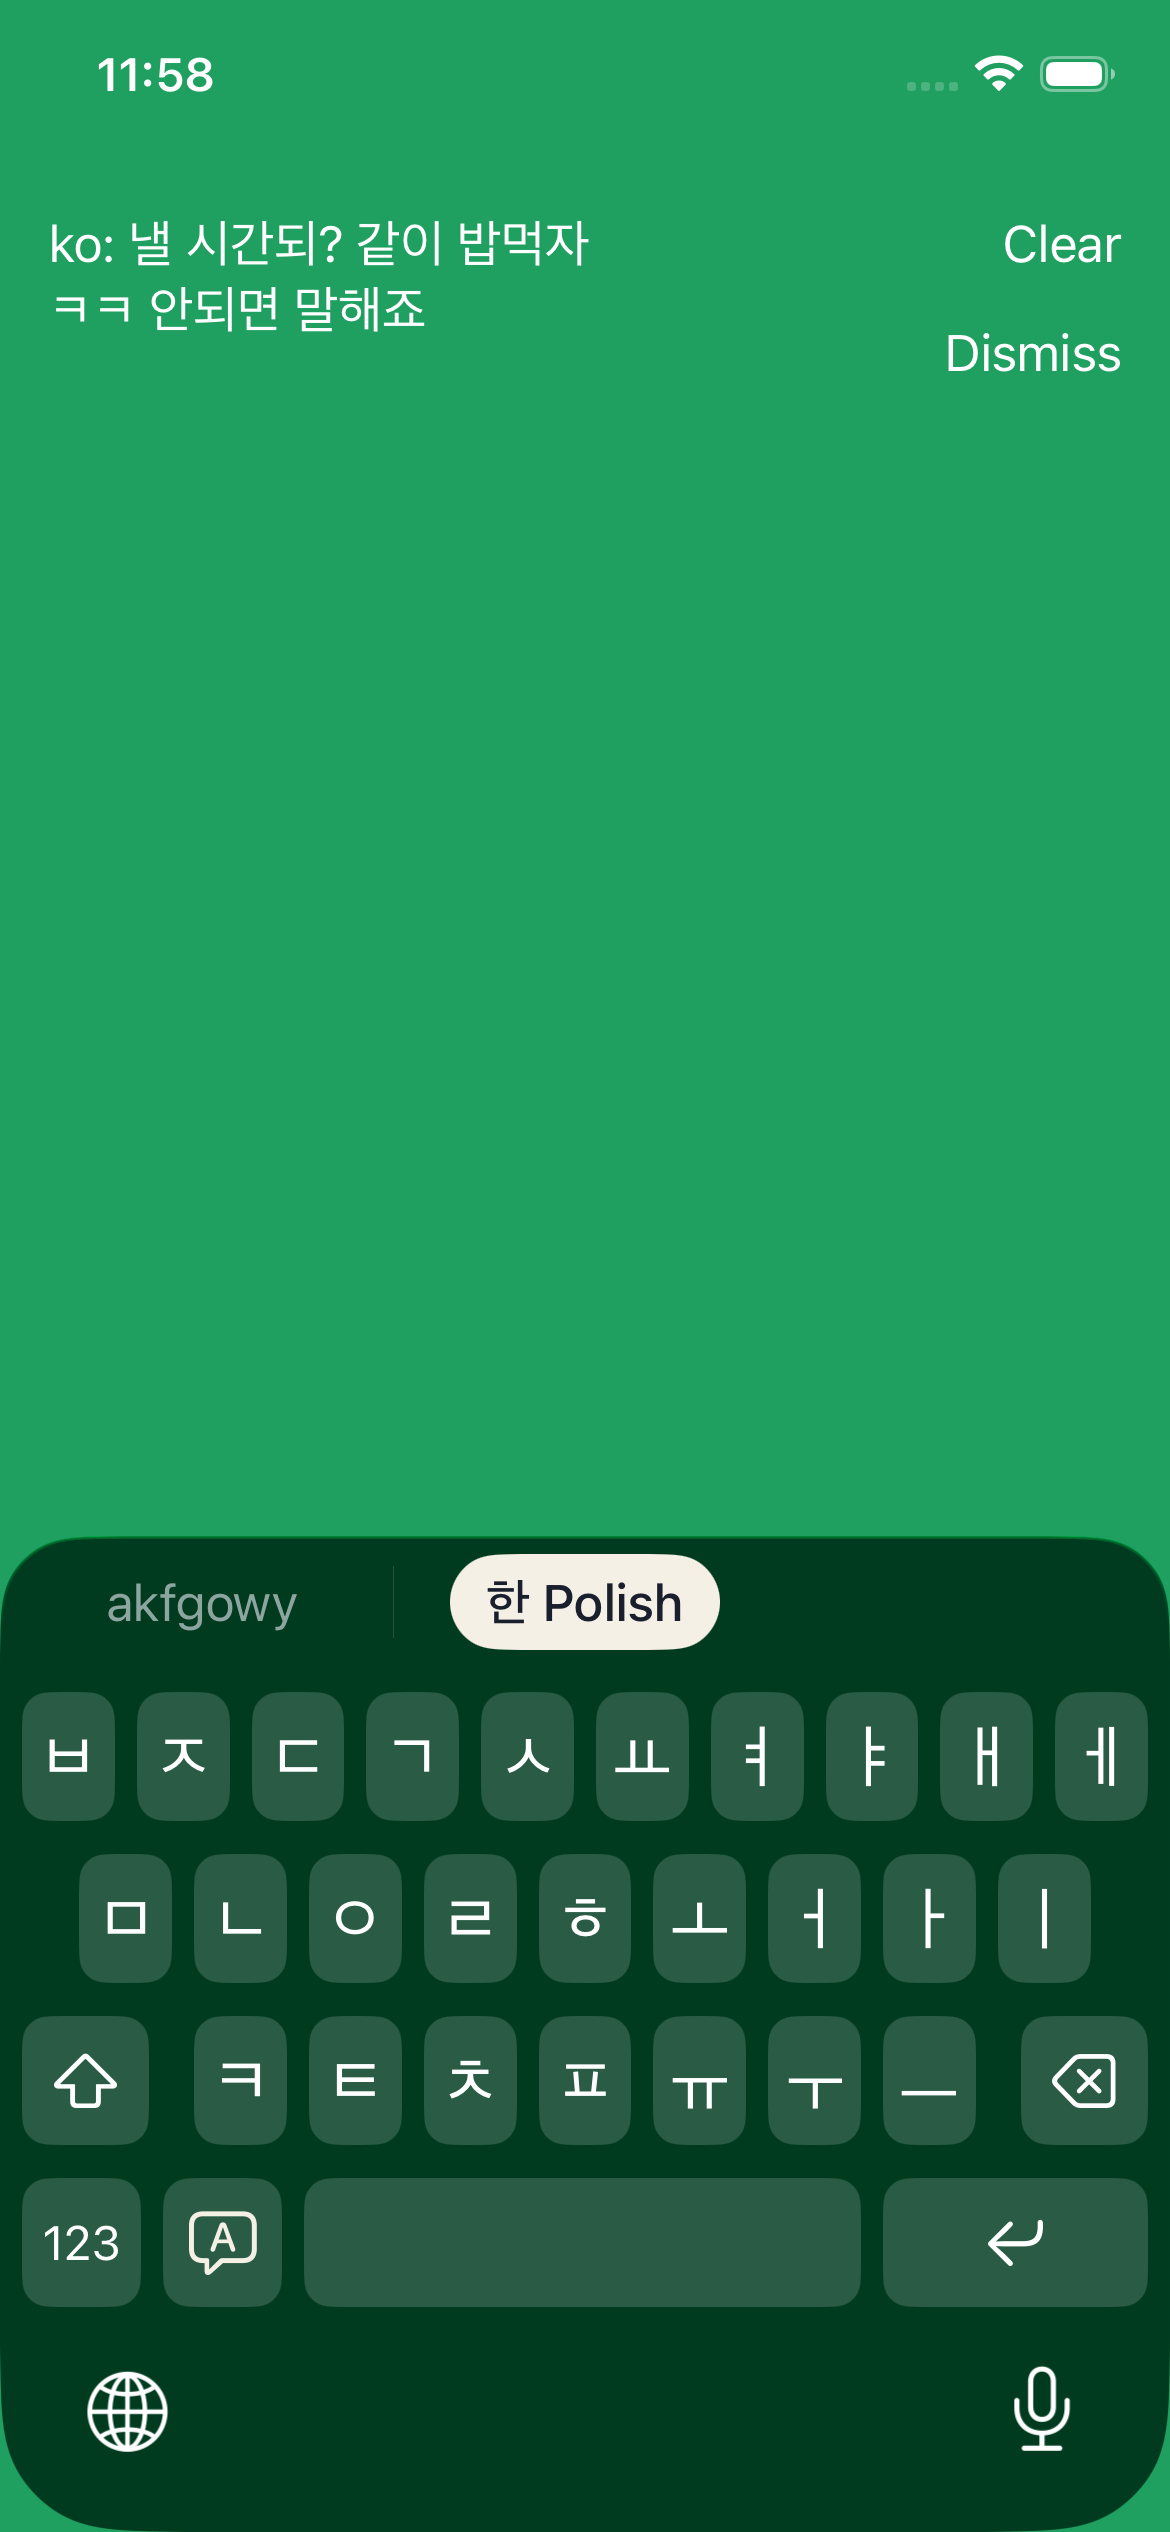 11:58
ko: 낼 시간되? 같이 밥먹자
ㅋㅋ 안되면 말해죠
Clear
Dismiss
akfgowy
한 Polish
ㅂ ㅈ ㄷ ㄱ ㅅ ㅛ ㅕ ㅑ ㅐ ㅔ
ㅁ ㄴ ㅇ ㄹ ㅎ ㅗ ㅓ ㅏ ㅣ
ㅋ ㅌ ㅊ ㅍ ㅠ ㅜ ㅡ
123 A